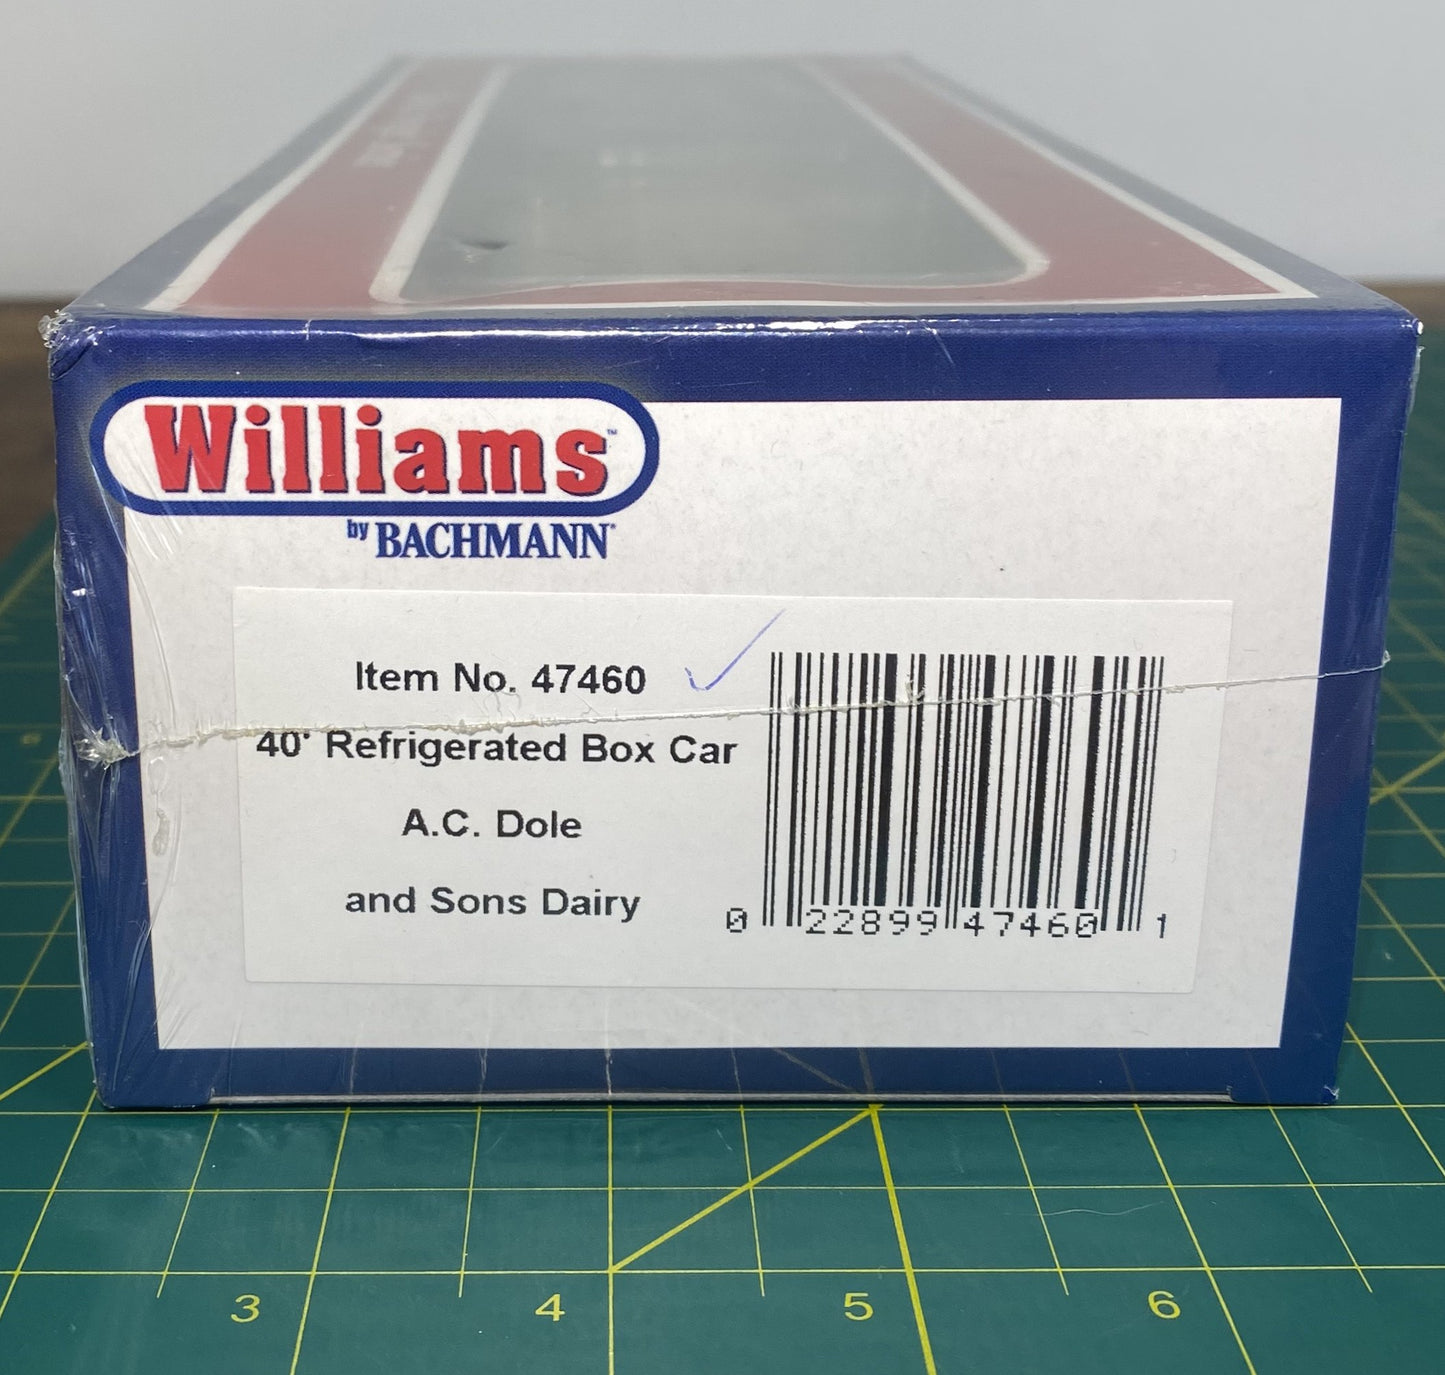 Williams™
by BACHMANN®
Item No. 47460
40' Refrigerated Box Car
A.C. Dole
and Sons Dairy
0 22899 47460 1
3 4 5 6